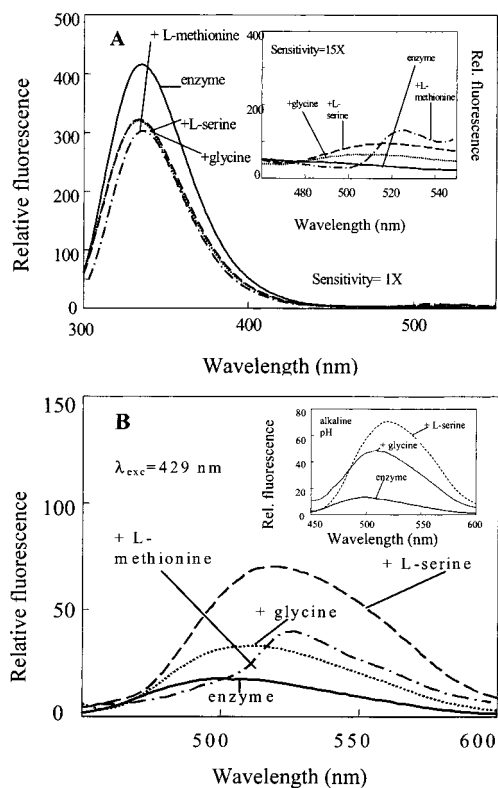 A
+ L-methionine
enzyme
+L-serine
+glycine
Sensitivity= 1X
Relative fluorescence
500
400
300
200
100
0
300
400
500
Wavelength (nm)
Sensitivity=15X
enzyme
+L-
methionine
+glycine
+L-
serine
Rel. fluorescence
400
200
0
480
500
520
540
Wavelength (nm)
B
λexc=429 nm
+ L-
methionine
+ glycine
+ L-serine
enzyme
Relative fluorescence
150
100
50
0
500
550
600
Wavelength (nm)
alkaline
pH
+ L-serine
+ glycine
enzyme
Rel. fluorescence
80
60
40
20
0
450
500
550
600
Wavelength (nm)